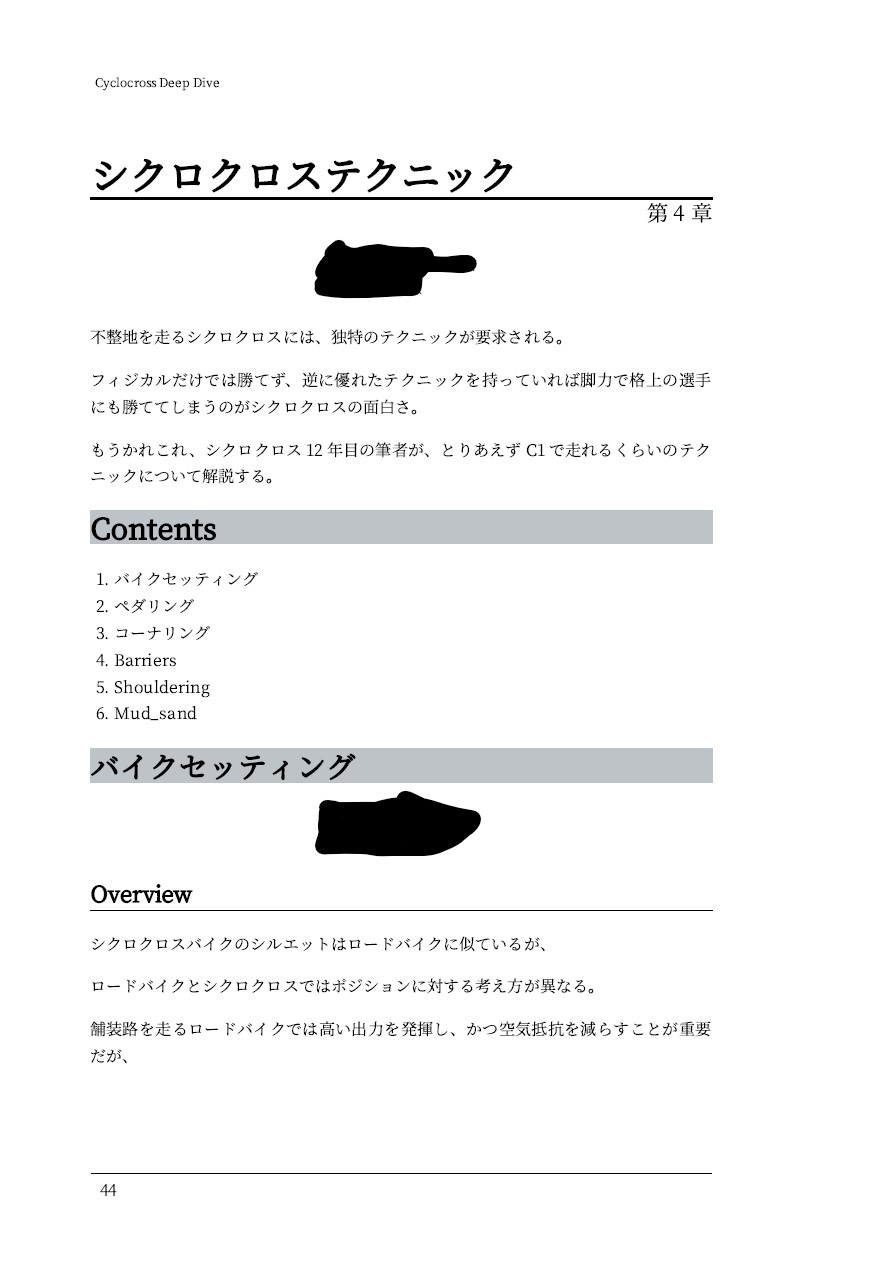 Cyclocross Deep Dive
シクロクロステクニック
第 4 章
不整地を走るシクロクロスには、独特のテクニックが要求される。
フィジカルだけでは勝てず、逆に優れたテクニックを持っていれば脚力で格上の選手
にも勝ててしまうのがシクロクロスの面白さ。
もうかれこれ、シクロクロス 12 年目の筆者が、とりあえず C1 で走れるくらいのテク
ニックについて解説する。
Contents
1. バイクセッティング
2. ペダリング
3. コーナリング
4. Barriers
5. Shouldering
6. Mud_sand
バイクセッティング
Overview
シクロクロスバイクのシルエットはロードバイクに似ているが、
ロードバイクとシクロクロスではポジションに対する考え方が異なる。
舗装路を走るロードバイクでは高い出力を発揮し、かつ空気抵抗を減らすことが重要
だが、
44